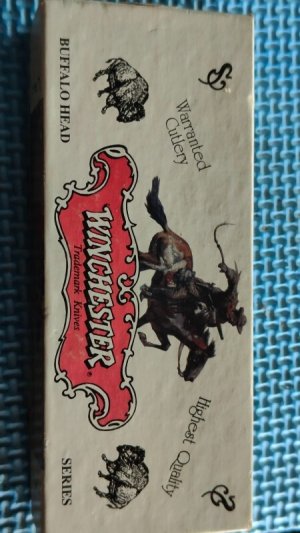 Warranted
Cutlery
Highest Quality
WINCHESTER®
Trademark Knives
BUFFALO HEAD
SERIES